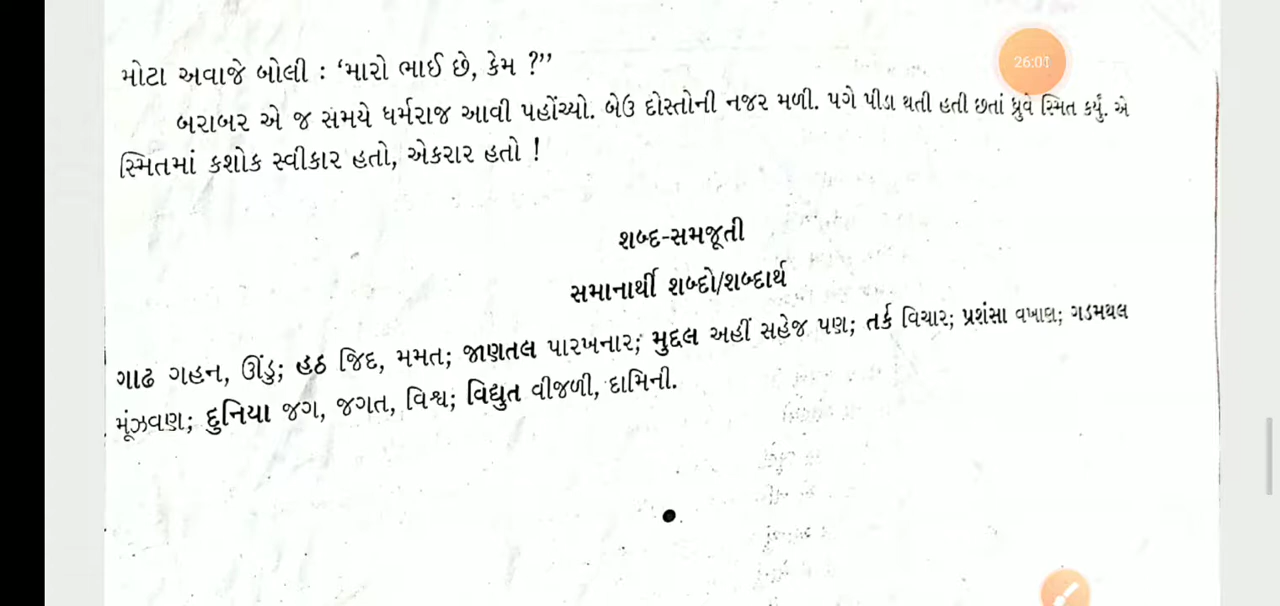 મોટા અવાજે બોલી : ‘મારો ભાઈ છે, કેમ ?”
26:01
બરાબર એ જ સમયે ધર્મરાજ આવી પહોંચ્યો. બેઉ દોસ્તોની નજર મળી. પગે પીડા થતી હતી છતાં ધ્રુવે સ્મિત કર્યું. એ
સ્મિતમાં કશોક સ્વીકાર હતો, એકરાર હતો !
શબ્દ-સમજૂતી
સમાનાર્થી શબ્દો/શબ્દાર્થ
ગાઢ ગહન, ઊંડુ; હઠ જિદ, મમત; જાણતલ પારખનાર; મુદ્દલ અહીં સહેજ પણ; તર્ક વિચાર; પ્રશંસા વખાણ; ગડમથલ
મૂંઝવણ; દુનિયા જગ, જગત, વિશ્વ; વિદ્યુત વીજળી, દામિની.